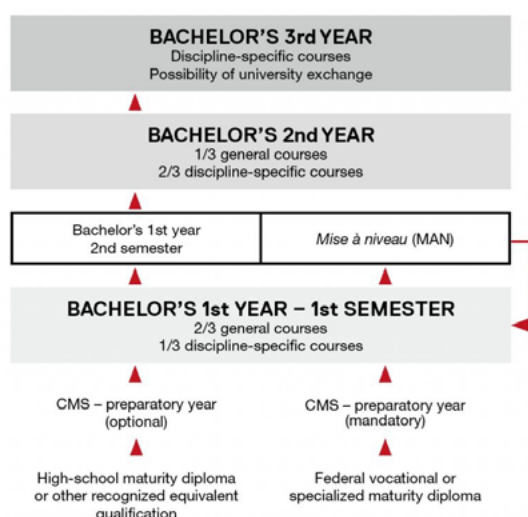 BACHELOR'S 3rd YEAR
Discipline-specific courses
Possibility of university exchange
BACHELOR'S 2nd YEAR
1/3 general courses
2/3 discipline-specific courses
Bachelor's 1st year
2nd semester
Mise à niveau (MAN)
BACHELOR'S 1st YEAR – 1st SEMESTER
2/3 general courses
1/3 discipline-specific courses
CMS – preparatory year
(optional)
CMS – preparatory year
(mandatory)
High-school maturity diploma
or other recognized equivalent
qualification
Federal vocational or
specialized maturity diploma